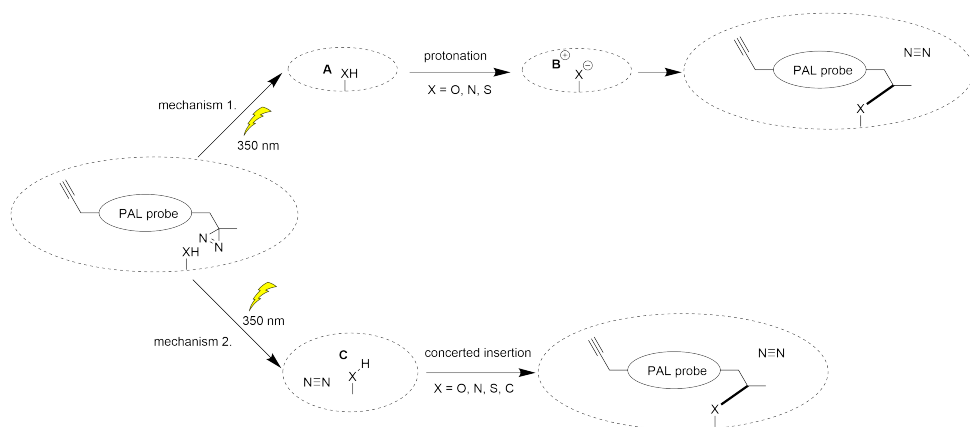 A XH
mechanism 1.
350 nm
protonation
X = O, N, S
B⊕
X⊖
N≡N
PAL probe
X
PAL probe
N=N
XH
350 nm
mechanism 2.
C
H
X
N≡N
concerted insertion
X = O, N, S, C
N≡N
PAL probe
X